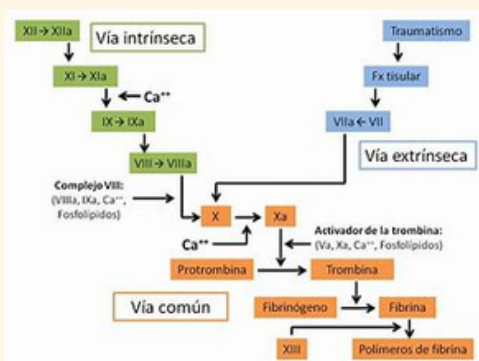 XII → XIIa
Vía intrínseca
Traumatismo
XI → XIa
Fx tisular
Ca⁺⁺
IX → IXa
VIIa ← VII
VIII → VIIIa
Vía extrínseca
Complejo VIII:
(VIIIa, IXa, Ca⁺⁺,
Fosfolípidos)
X
Xa
Ca⁺⁺
Activador de la trombina:
(Va, Xa, Ca⁺⁺, Fosfolípidos)
Protrombina
Trombina
Vía común
Fibrinógeno
Fibrina
XIII
Polímeros de fibrina